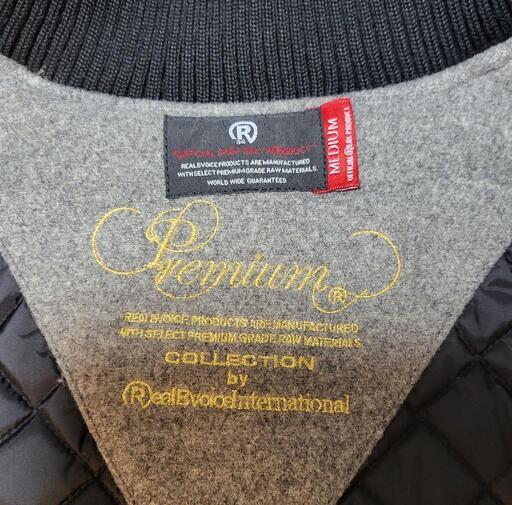 R
REALBVOICE PRODUCTS ARE MANUFACTURED
WITH SELECT PREMIUM GRADE RAW MATERIALS.
WORLD WIDE GUARANTEED
MEDIUM
Premium ®
REALBVOICE PRODUCTS ARE MANUFACTURED
WITH SELECT PREMIUM GRADE RAW MATERIALS.
COLLECTION
by
RealBvoiceInternational